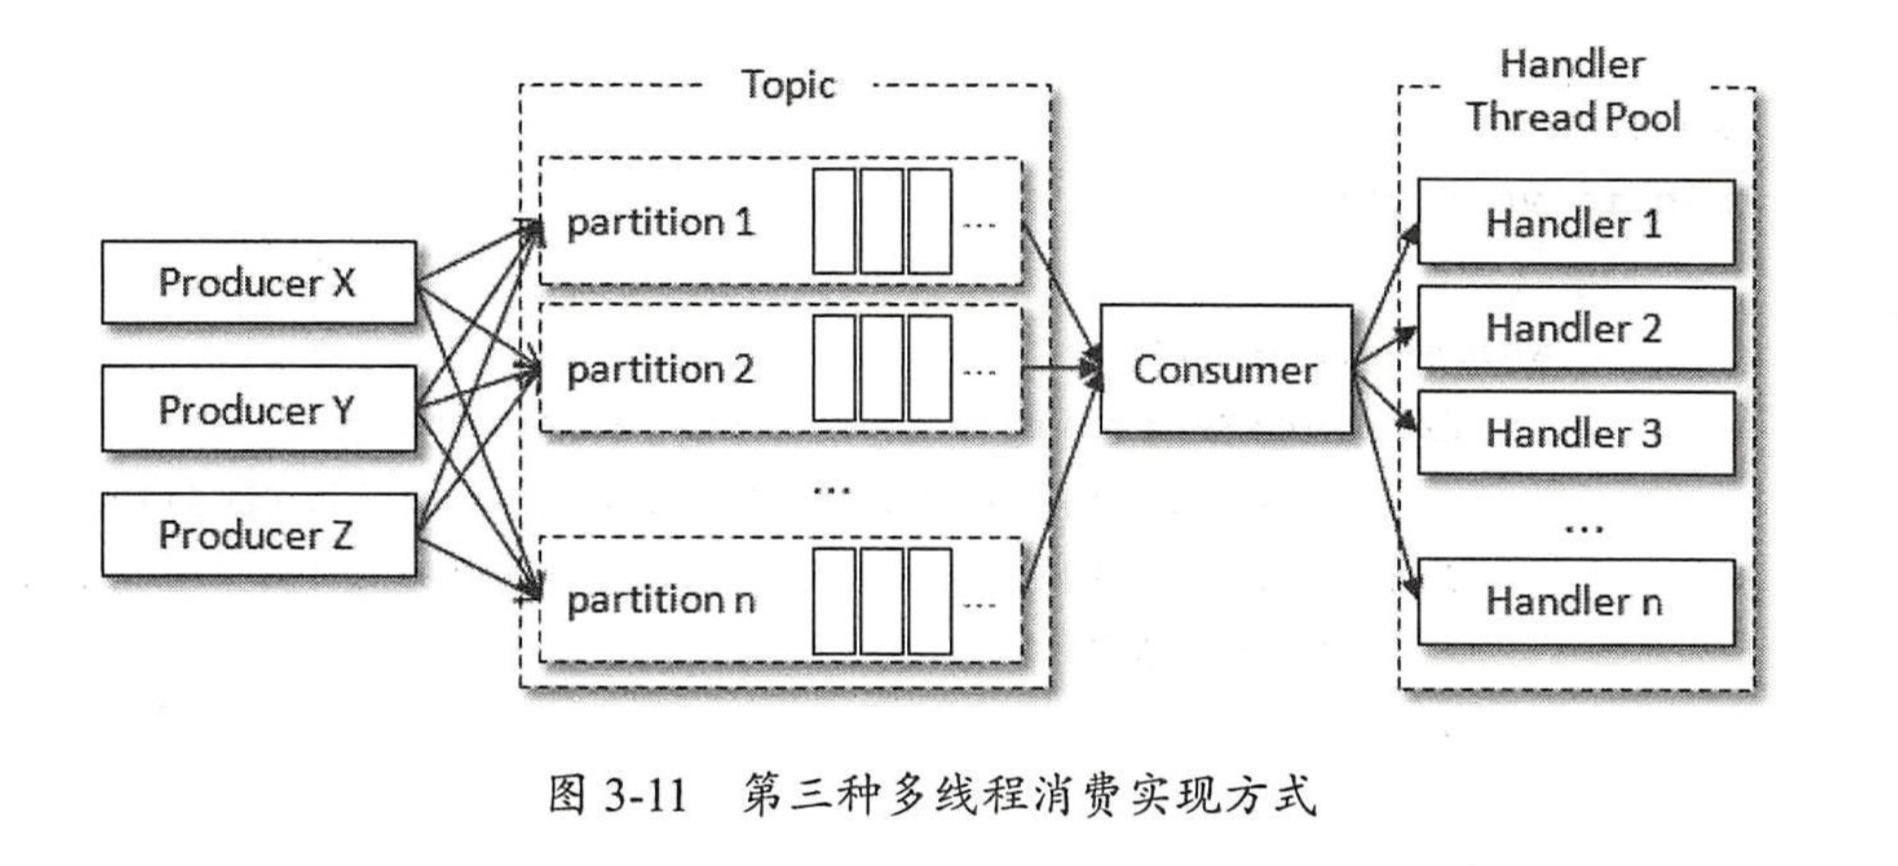 Topic
Handler
Thread Pool
partition 1
...
Handler 1
Producer X
partition 2
...
Consumer
Handler 2
Producer Y
Handler 3
...
...
Producer Z
partition n
...
Handler n
图 3-11 第三种多线程消费实现方式